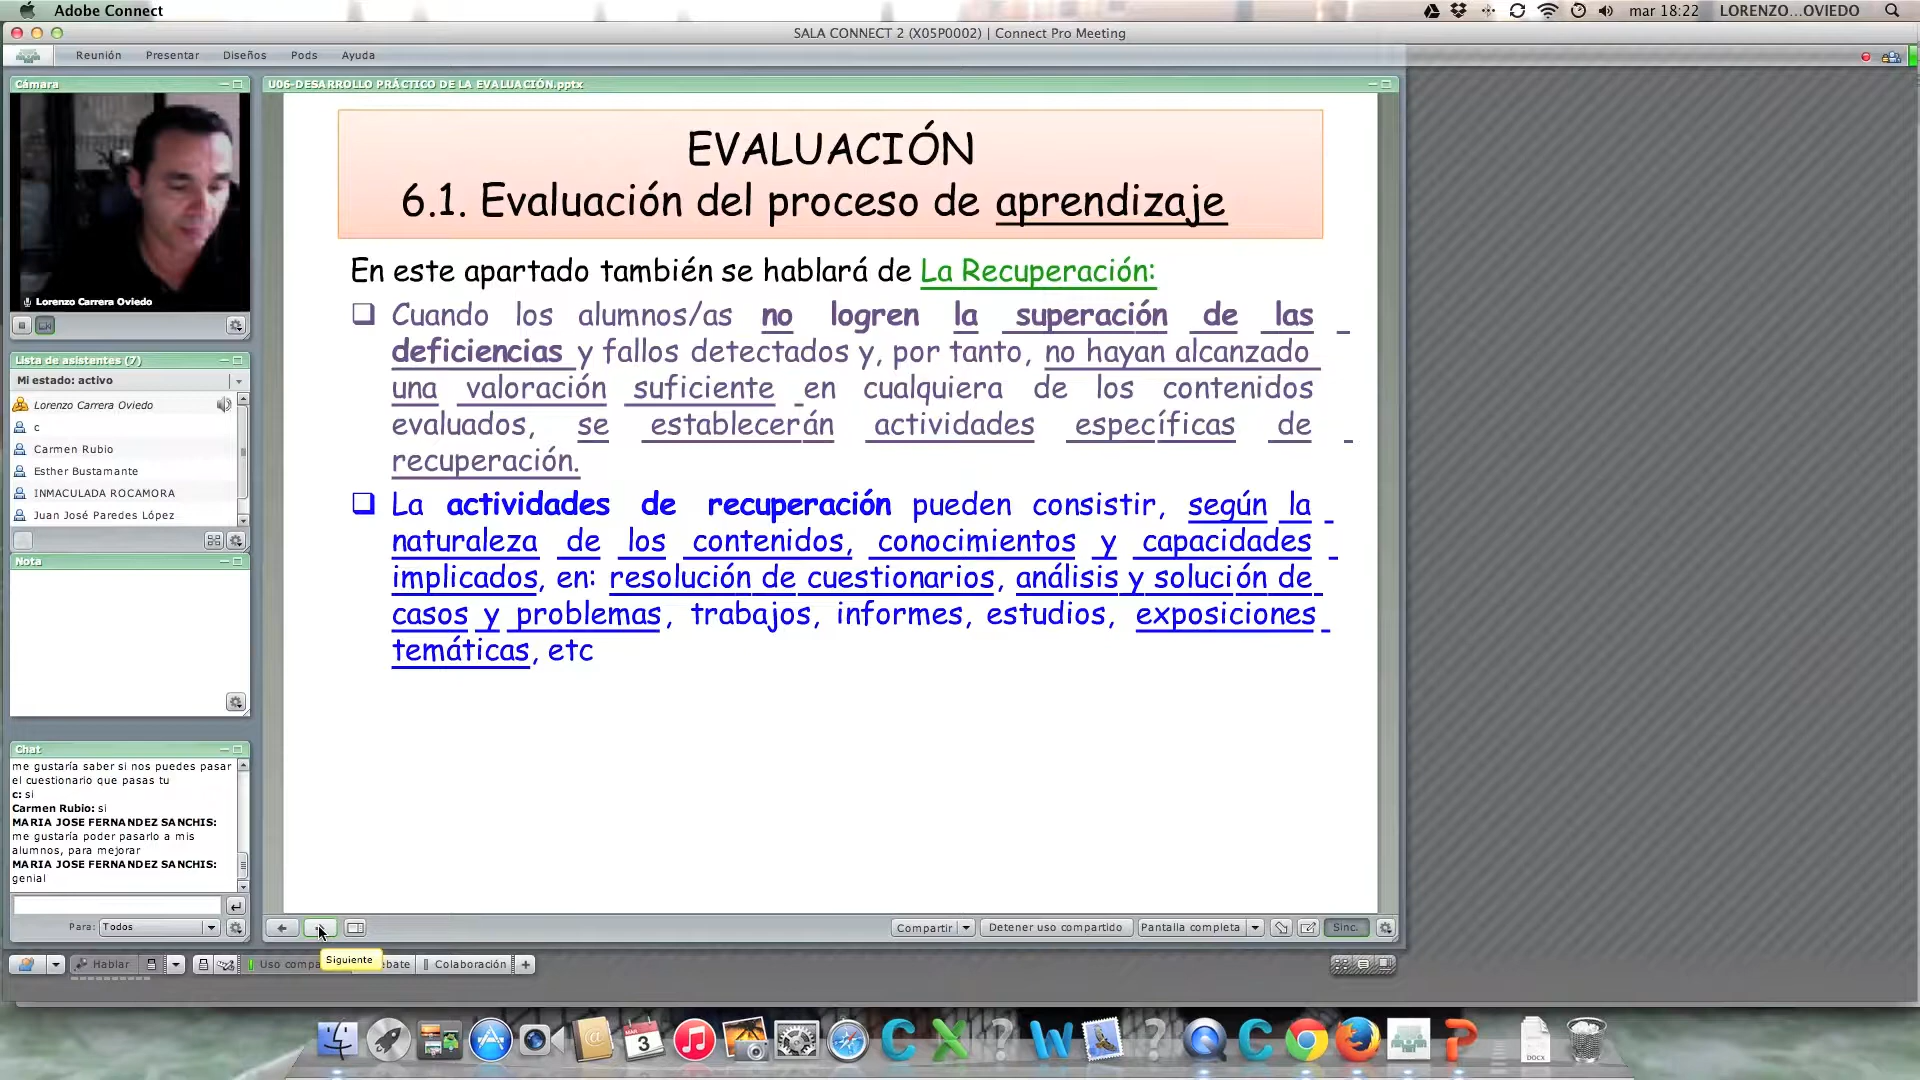 Adobe Connect
mar 18:22
LORENZO...OVIEDO
SALA CONNECT 2 (X05P0002) | Connect Pro Meeting
Reunión
Presentar
Diseños
Pods
Ayuda
Cámara
Lorenzo Carrera Oviedo
Lista de asistentes (7)
Mi estado: activo
Lorenzo Carrera Oviedo
c
Carmen Rubio
Esther Bustamante
INMACULADA ROCAMORA
Juan José Paredes López
Nota
Chat
me gustaría saber si nos puedes pasar
el cuestionario que pasas tu
c: si
Carmen Rubio: si
MARIA JOSE FERNANDEZ SANCHIS:
me gustaría poder pasarlo a mis
alumnos, para mejorar
MARIA JOSE FERNANDEZ SANCHIS:
genial
Para: Todos
U06-DESARROLLO PRÁCTICO DE LA EVALUACIÓN.pptx
EVALUACIÓN
6.1. Evaluación del proceso de aprendizaje
En este apartado también se hablará de La Recuperación:
Cuando los alumnos/as no logren la superación de las
deficiencias y fallos detectados y, por tanto, no hayan alcanzado
una valoración suficiente en cualquiera de los contenidos
evaluados, se establecerán actividades específicas de
recuperación.
La actividades de recuperación pueden consistir, según la
naturaleza de los contenidos, conocimientos y capacidades
implicados, en: resolución de cuestionarios, análisis y solución de
casos y problemas, trabajos, informes, estudios, exposiciones
temáticas, etc
Compartir
Detener uso compartido
Pantalla completa
Sinc.
Siguiente
Hablar
Uso compa
ebate
Colaboración
MAR
3
DOCX